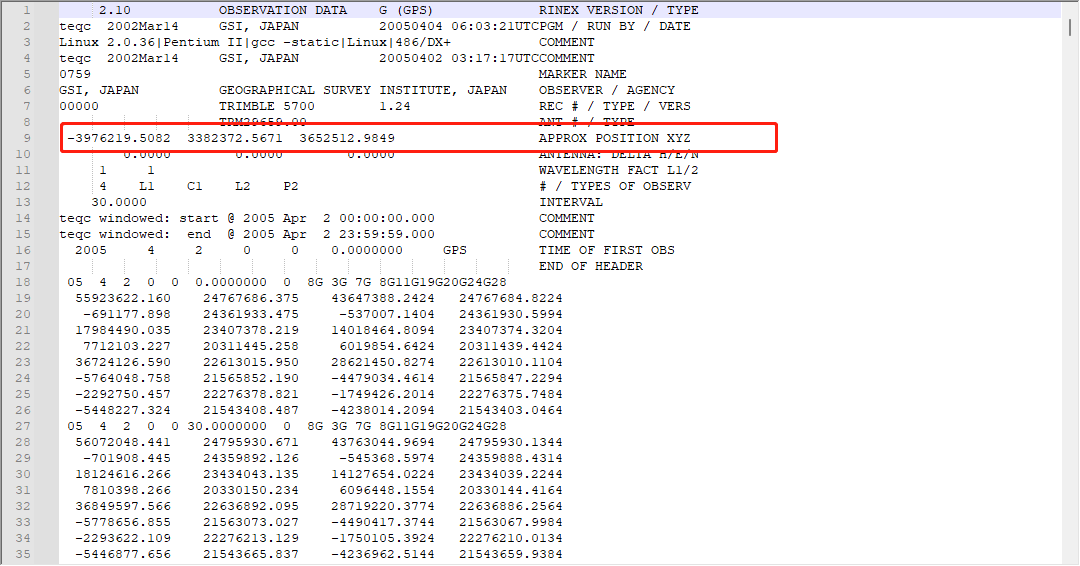 1 2.10 OBSERVATION DATA G (GPS) RINEX VERSION / TYPE
2 teqc 2002Mar14 GSI, JAPAN 20050404 06:03:21UTCPGM / RUN BY / DATE
3 Linux 2.0.36|Pentium II|gcc -static|Linux|486/DX+ COMMENT
4 teqc 2002Mar14 GSI, JAPAN 20050402 03:17:17UTCCOMMENT
5 0759 MARKER NAME
6 GSI, JAPAN GEOGRAPHICAL SURVEY INSTITUTE, JAPAN OBSERVER / AGENCY
7 00000 TRIMBLE 5700 1.24 REC # / TYPE / VERS
8 TRM29659.00 ANT # / TYPE
9 -3976219.5082 3382372.5671 3652512.9849 APPROX POSITION XYZ
10 0.0000 0.0000 0.0000 ANTENNA: DELTA H/E/N
11 1 1 WAVELENGTH FACT L1/2
12 4 L1 C1 L2 P2 # / TYPES OF OBSERV
13 30.0000 INTERVAL
14 teqc windowed: start @ 2005 Apr 2 00:00:00.000 COMMENT
15 teqc windowed: end @ 2005 Apr 2 23:59:59.000 COMMENT
16 2005 4 2 0 0 0.0000000 GPS TIME OF FIRST OBS
17 END OF HEADER
18 05 4 2 0 0 0.0000000 0 8G 3G 7G 8G11G19G20G24G28
19 55923622.160 24767686.375 43647388.2424 24767684.8224
20 -691177.898 24361933.475 -537007.1404 24361930.5994
21 17984490.035 23407378.219 14018464.8094 23407374.3204
22 7712103.227 20311445.258 6019854.6424 20311439.4424
23 36724126.590 22613015.950 28621450.8274 22613010.1104
24 -5764048.758 21565852.190 -4479034.4614 21565847.2294
25 -2292750.457 22276378.821 -1749426.2014 22276375.7484
26 -5448227.324 21543408.487 -4238014.2094 21543403.0464
27 05 4 2 0 0 30.0000000 0 8G 3G 7G 8G11G19G20G24G28
28 56072048.441 24795930.671 43763044.9694 24795930.1344
29 -701908.445 24359892.126 -545368.5974 24359888.4314
30 18124616.266 23434043.135 14127654.0224 23434039.2244
31 7810398.266 20330150.234 6096448.1554 20330144.4164
32 36849597.566 22636892.095 28719220.3774 22636886.2564
33 -5778656.855 21563073.027 -4490417.3744 21563067.9984
34 -2293622.109 22276213.129 -1750105.3924 22276210.0134
35 -5446877.656 21543665.837 -4236962.5144 21543659.9384